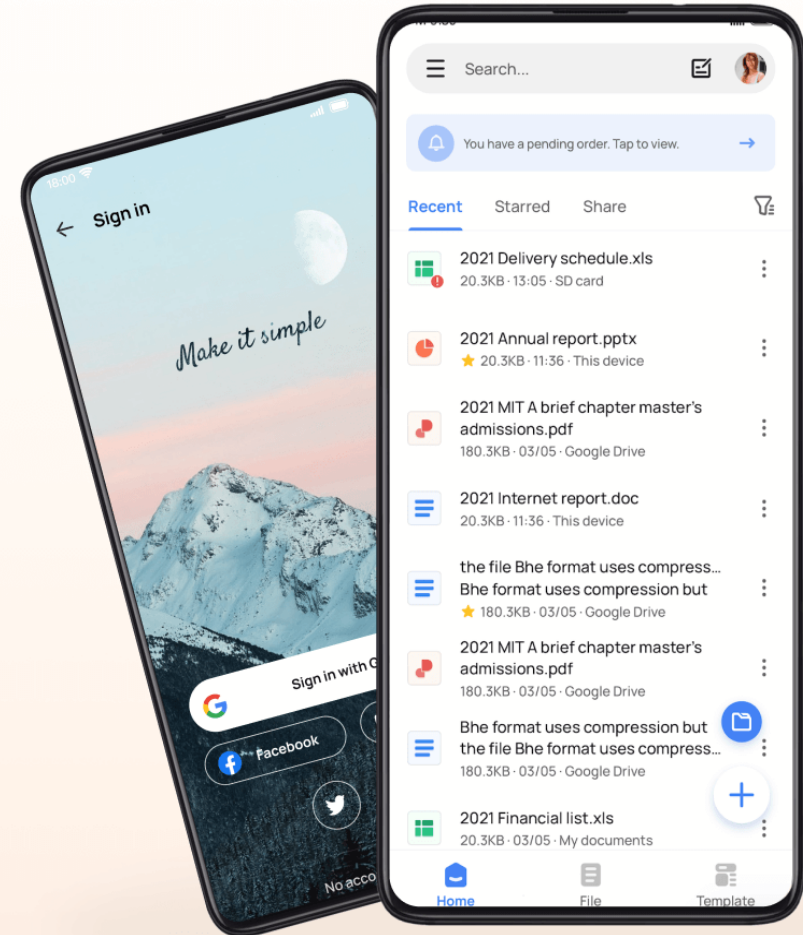 18:00
Sign in
Make it simple
Sign in with G
Facebook
No acco
Search...
You have a pending order. Tap to view.
Recent
Starred
Share
2021 Delivery schedule.xls
20.3KB · 13:05 · SD card
2021 Annual report.pptx
20.3KB · 11:36 · This device
2021 MIT A brief chapter master's
admissions.pdf
180.3KB · 03/05 · Google Drive
2021 Internet report.doc
20.3KB · 11:36 · This device
the file Bhe format uses compress...
Bhe format uses compression but
180.3KB · 03/05 · Google Drive
2021 MIT A brief chapter master's
admissions.pdf
180.3KB · 03/05 · Google Drive
Bhe format uses compression but
the file Bhe format uses compress...
180.3KB · 03/05 · Google Drive
2021 Financial list.xls
20.3KB · 03/05 · My documents
Home
File
Template